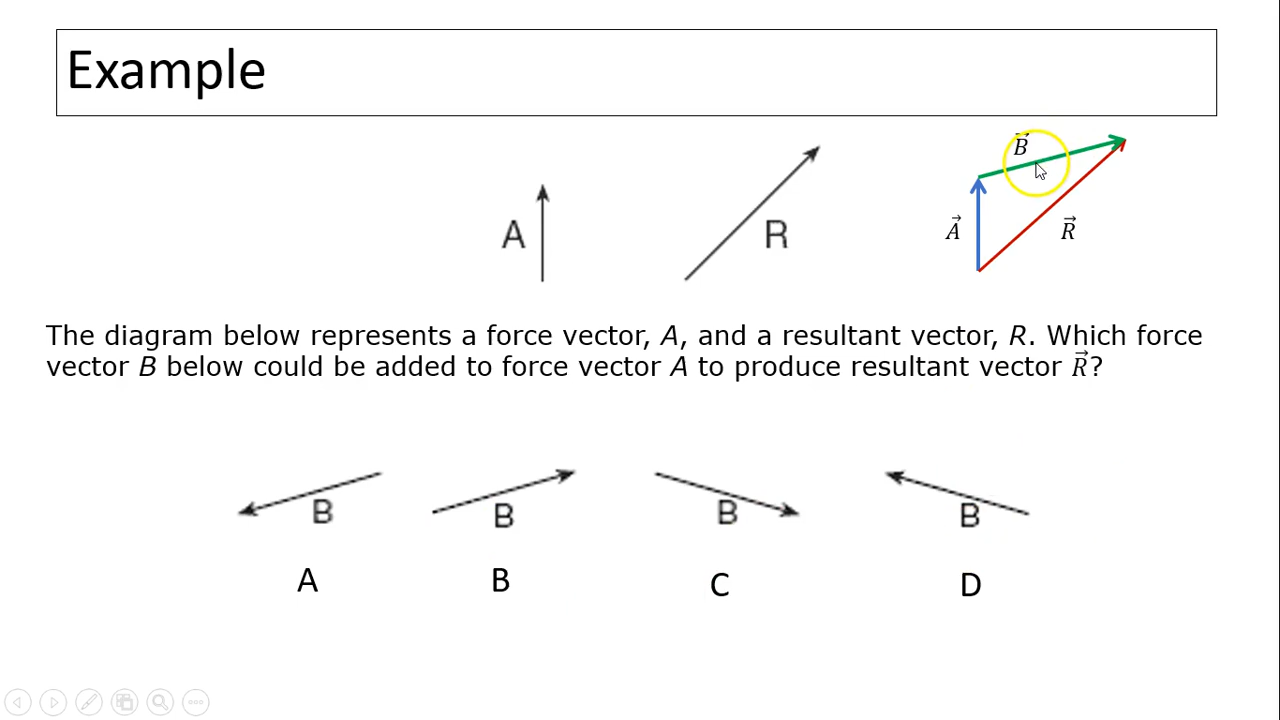 Example
A
R
B⃗
A⃗
R⃗
The diagram below represents a force vector, A, and a resultant vector, R. Which force
vector B below could be added to force vector A to produce resultant vector R⃗?
B B B B
A B C D